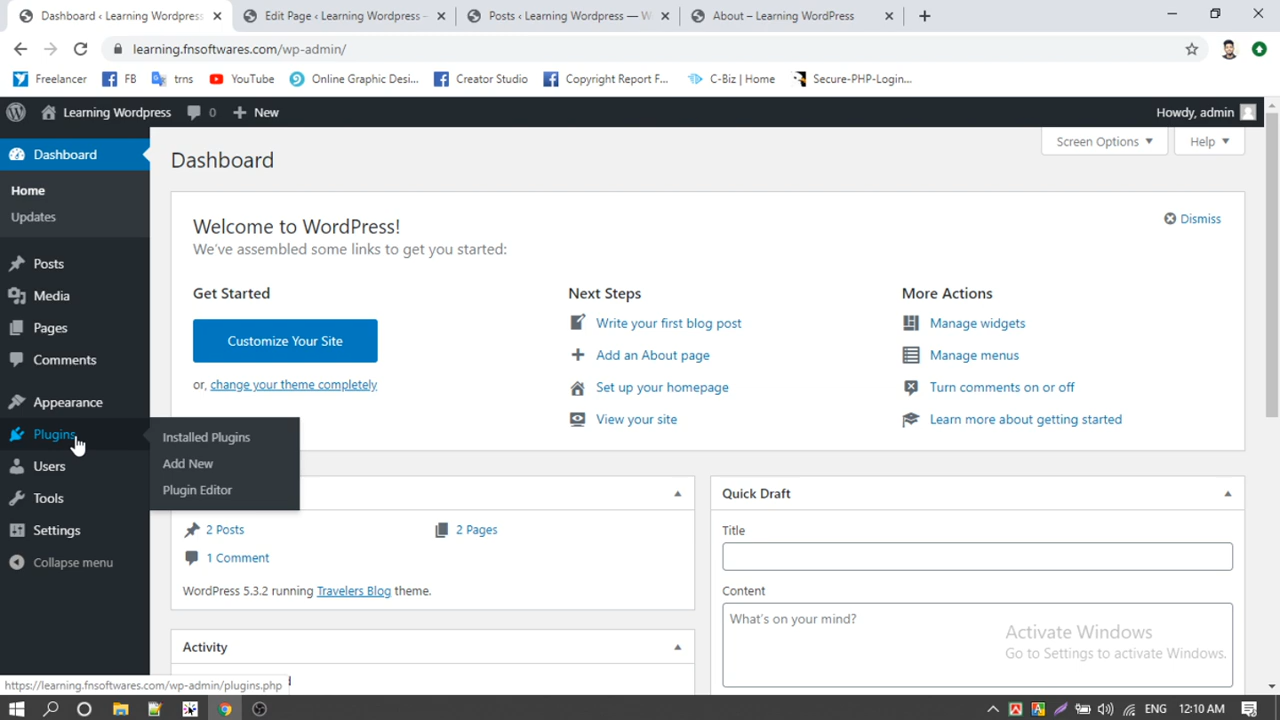 Dashboard ‹ Learning Wordpress
Edit Page ‹ Learning Wordpress –
Posts ‹ Learning Wordpress — W
About – Learning WordPress
learning.fnsoftwares.com/wp-admin/
Freelancer
FB
trns
YouTube
Online Graphic Desi...
Creator Studio
Copyright Report F...
C-Biz | Home
Secure-PHP-Login...
Learning Wordpress
0
New
Howdy, admin
Dashboard
Home
Updates
Posts
Media
Pages
Comments
Appearance
Plugins
Users
Tools
Settings
Collapse menu
Installed Plugins
Add New
Plugin Editor
Dashboard
Screen Options
Help
Welcome to WordPress!
We've assembled some links to get you started:
Dismiss
Get Started
Customize Your Site
or, change your theme completely
Next Steps
Write your first blog post
Add an About page
Set up your homepage
View your site
More Actions
Manage widgets
Manage menus
Turn comments on or off
Learn more about getting started
2 Posts
2 Pages
1 Comment
WordPress 5.3.2 running Travelers Blog theme.
Activity
Quick Draft
Title
Content
What's on your mind?
Activate Windows
Go to Settings to activate Windows.
https://learning.fnsoftwares.com/wp-admin/plugins.php
ENG
12:10 AM